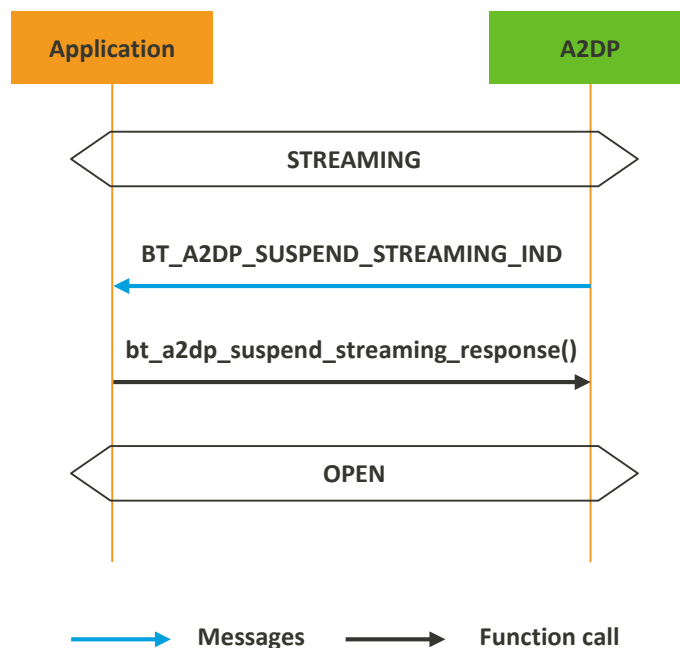 Application
A2DP
STREAMING
BT_A2DP_SUSPEND_STREAMING_IND
bt_a2dp_suspend_streaming_response()
OPEN
Messages
Function call